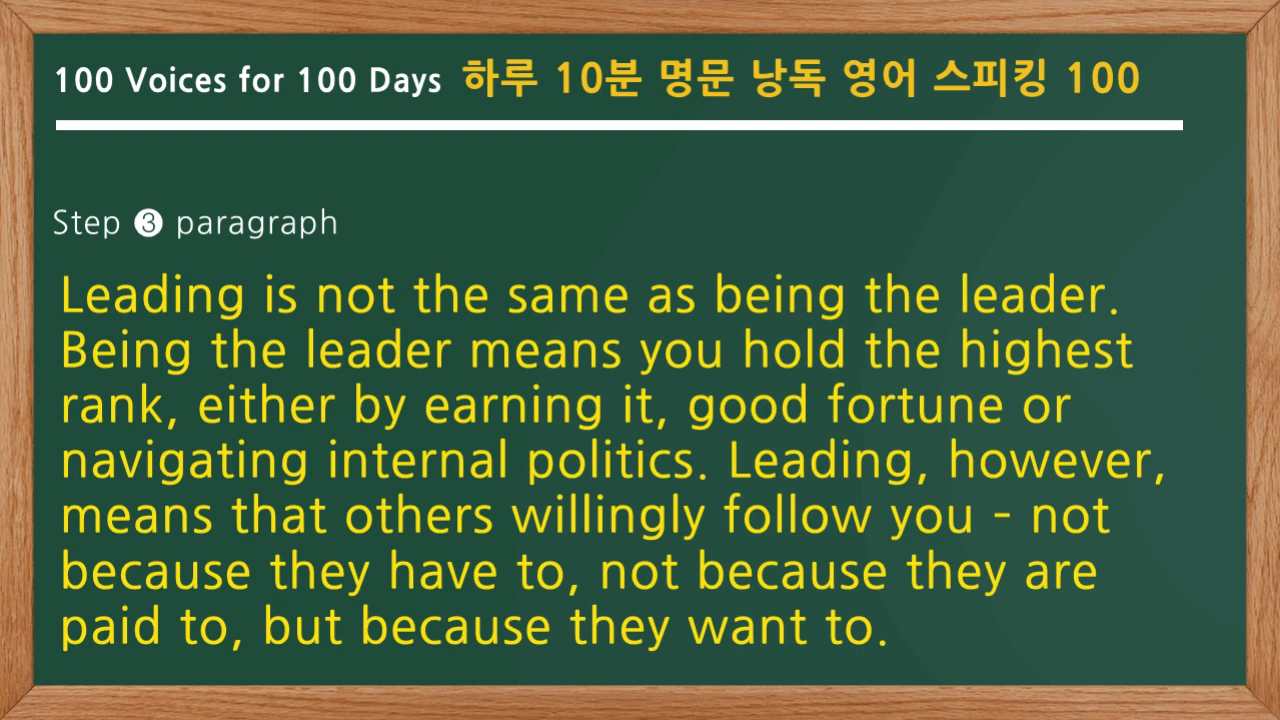 100 Voices for 100 Days 하루 10분 명문 낭독 영어 스피킹 100
Step ❸ paragraph
Leading is not the same as being the leader.
Being the leader means you hold the highest
rank, either by earning it, good fortune or
navigating internal politics. Leading, however,
means that others willingly follow you – not
because they have to, not because they are
paid to, but because they want to.